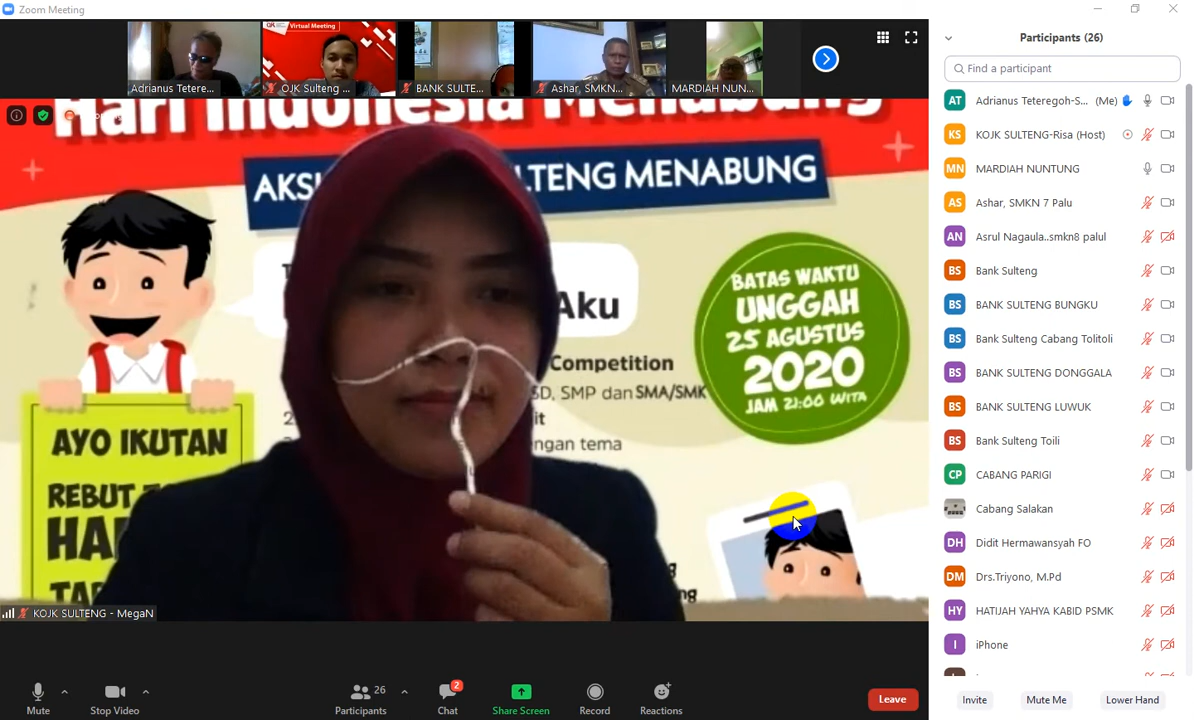 Zoom Meeting
Virtual Meeting
Adrianus Tetere...
OJK Sulteng ...
BANK SULTE...
Ashar, SMKN...
MARDIAH NUN...
Hari Indonesia Menabung
LTENG MENABUNG
Aku
Competition
SD, SMP dan SMA/SMK
ngan tema
BATAS WAKTU
UNGGAH
25 AGUSTUS
2020
JAM 21:00 WITA
AYO IKUTAN
REBUT
KOJK SULTENG - MegaN
Participants (26)
Find a participant
AT Adrianus Teteregoh-S... (Me)
KS KOJK SULTENG-Risa (Host)
MN MARDIAH NUNTUNG
AS Ashar, SMKN 7 Palu
AN Asrul Nagaula..smkn8 palul
BS Bank Sulteng
BS BANK SULTENG BUNGKU
BS Bank Sulteng Cabang Tolitoli
BS BANK SULTENG DONGGALA
BS BANK SULTENG LUWUK
BS Bank Sulteng Toili
CP CABANG PARIGI
Cabang Salakan
DH Didit Hermawansyah FO
DM Drs.Triyono, M.Pd
HY HATIJAH YAHYA KABID PSMK
I iPhone
Invite
Mute Me
Lower Hand
Mute
Stop Video
26
Participants
2
Chat
Share Screen
Record
Reactions
Leave